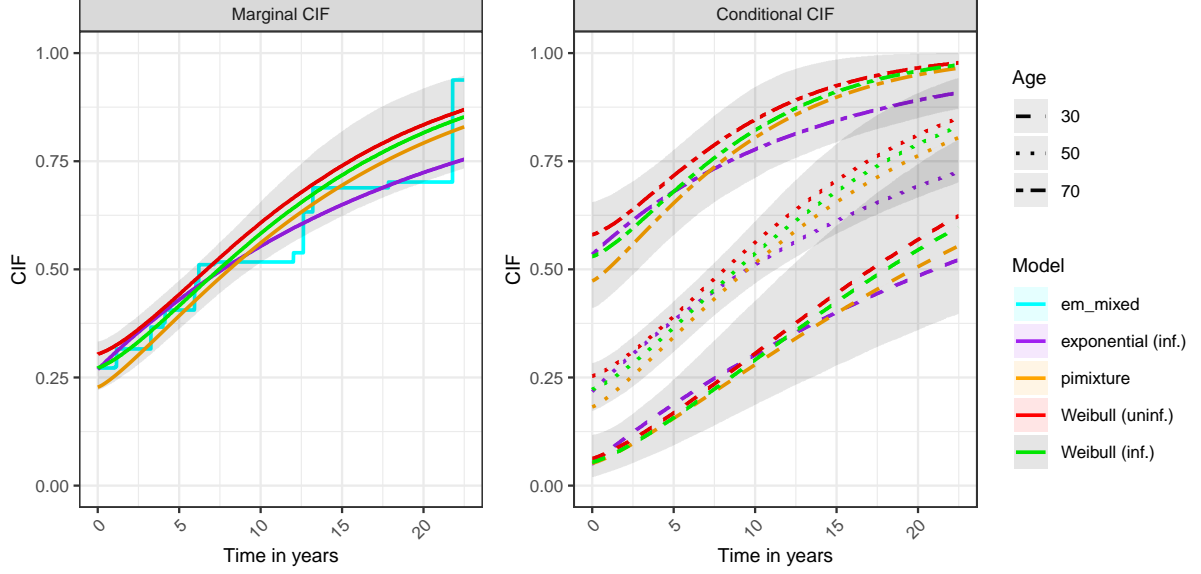 Marginal CIF
Conditional CIF
CIF
1.00
0.75
0.50
0.25
0.00
0
5
10
15
20
Time in years
CIF
1.00
0.75
0.50
0.25
0.00
0
5
10
15
20
Time in years
Age
30
50
70
Model
em_mixed
exponential (inf.)
pimixture
Weibull (uninf.)
Weibull (inf.)